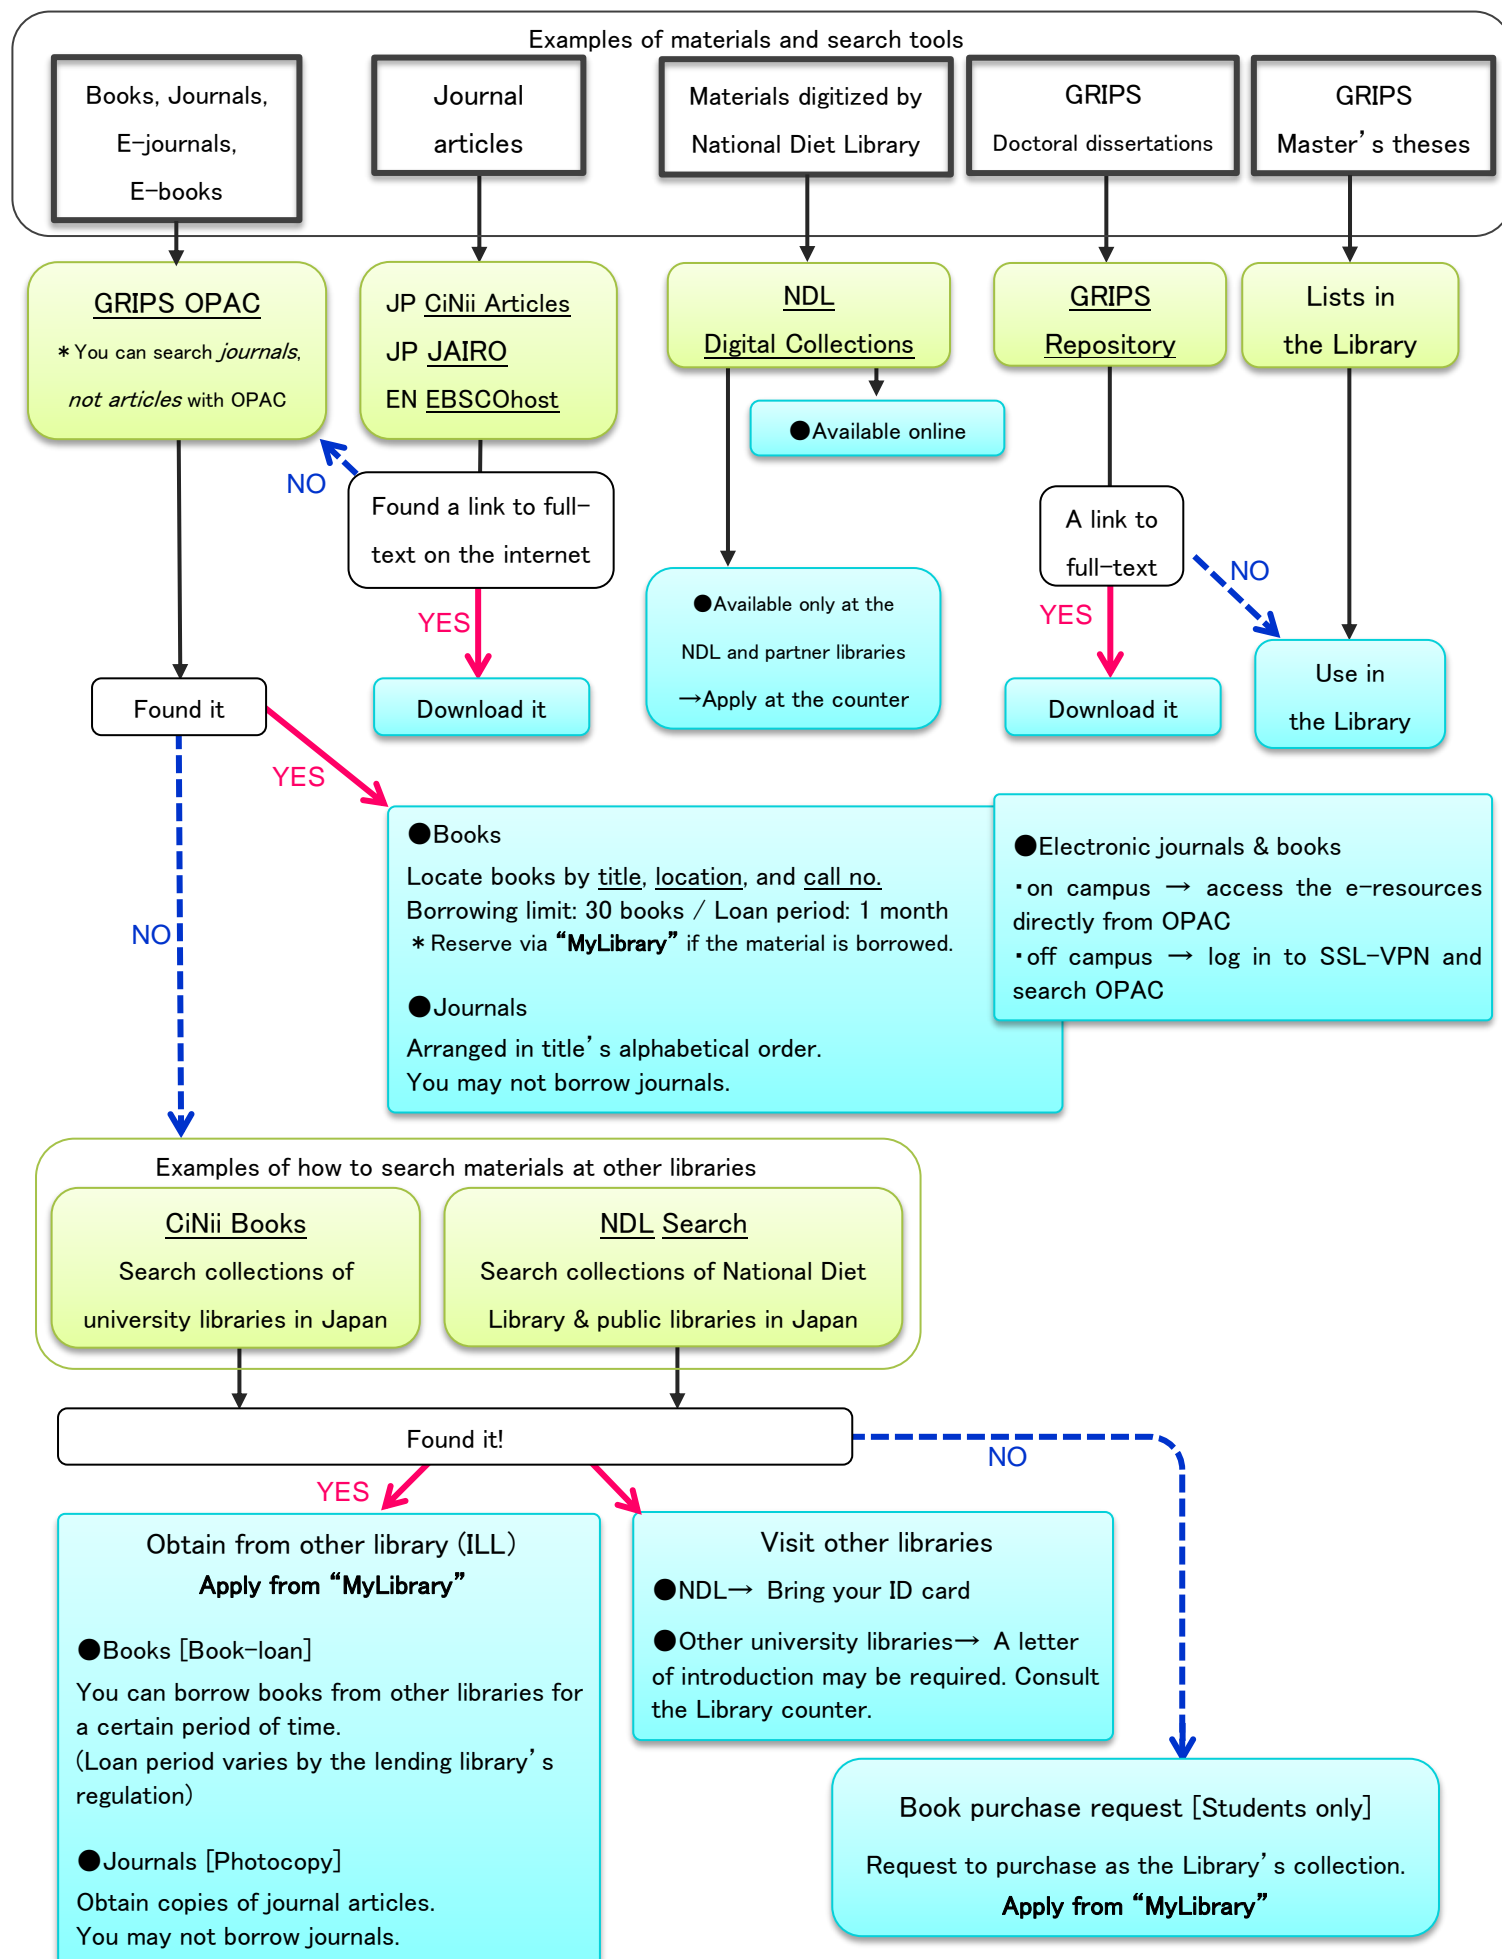 Examples of materials and search tools
Books, Journals,
E-journals,
E-books
Journal
articles
Materials digitized by
National Diet Library
GRIPS
Doctoral dissertations
GRIPS
Master's theses
GRIPS OPAC
*You can search journals,
not articles with OPAC
JP CiNii Articles
JP JAIRO
EN EBSCOhost
NDL
Digital Collections
GRIPS
Repository
Lists in
the Library
●Available online
NO
Found a link to full-
text on the internet
A link to
full-text
NO
YES
YES
●Available only at the
NDL and partner libraries
→Apply at the counter
Use in
the Library
Found it
Download it
Download it
YES
NO
●Books
Locate books by title, location, and call no.
Borrowing limit: 30 books / Loan period: 1 month
*Reserve via “MyLibrary” if the material is borrowed.
●Journals
Arranged in title's alphabetical order.
You may not borrow journals.
●Electronic journals & books
・on campus → access the e-resources
directly from OPAC
・off campus → log in to SSL-VPN and
search OPAC
Examples of how to search materials at other libraries
CiNii Books
Search collections of
university libraries in Japan
NDL Search
Search collections of National Diet
Library & public libraries in Japan
Found it!
NO
YES
Obtain from other library (ILL)
Apply from “MyLibrary”
●Books [Book-loan]
You can borrow books from other libraries for
a certain period of time.
(Loan period varies by the lending library's
regulation)
●Journals [Photocopy]
Obtain copies of journal articles.
You may not borrow journals.
Visit other libraries
●NDL→ Bring your ID card
●Other university libraries→ A letter
of introduction may be required. Consult
the Library counter.
Book purchase request [Students only]
Request to purchase as the Library's collection.
Apply from “MyLibrary”